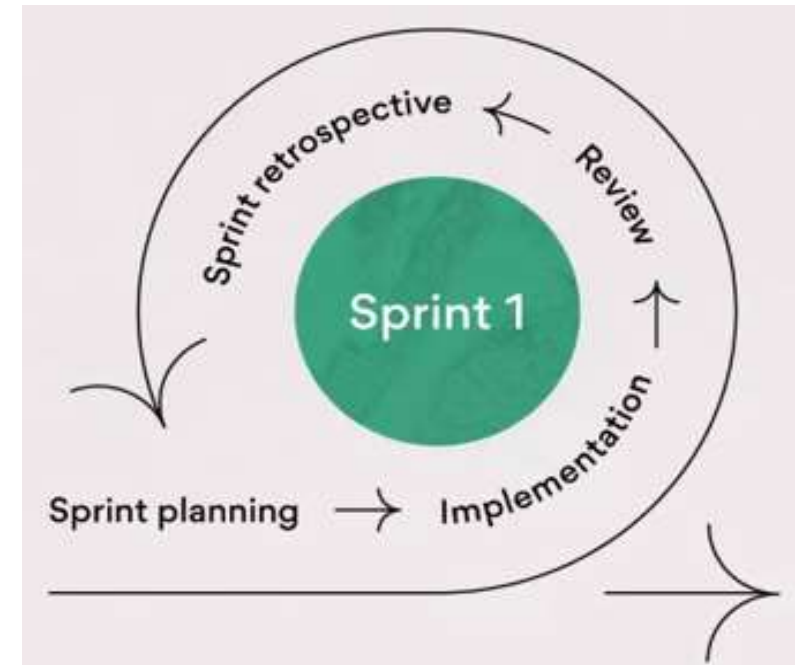 Sprint planning
Implementation
Review
Sprint retrospective
Sprint 1